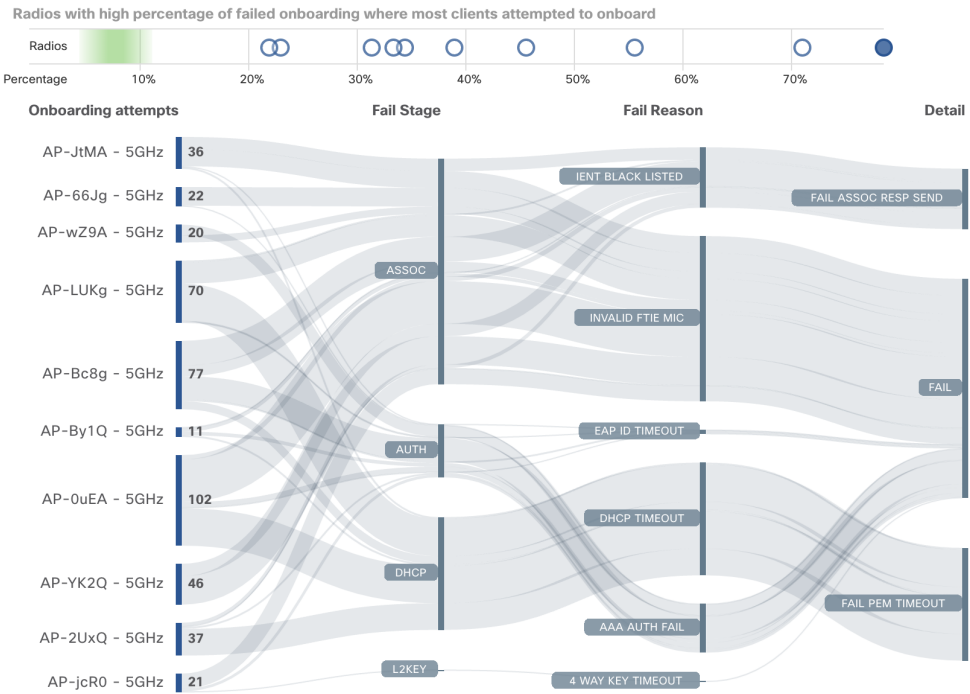 Radios with high percentage of failed onboarding where most clients attempted to onboard
Radios
Percentage 10% 20% 30% 40% 50% 60% 70%
Onboarding attempts Fail Stage Fail Reason Detail
AP-JtMA - 5GHz 36
IENT BLACK LISTED
AP-66Jg - 5GHz 22
FAIL ASSOC RESP SEND
AP-wZ9A - 5GHz 20
ASSOC
AP-LUKg - 5GHz 70
INVALID FTIE MIC
AP-Bc8g - 5GHz 77
FAIL
AP-By1Q - 5GHz 11
EAP ID TIMEOUT
AUTH
AP-0uEA - 5GHz 102
DHCP TIMEOUT
DHCP
AP-YK2Q - 5GHz 46
FAIL PEM TIMEOUT
AAA AUTH FAIL
AP-2UxQ - 5GHz 37
L2KEY
AP-jcR0 - 5GHz 21
4 WAY KEY TIMEOUT